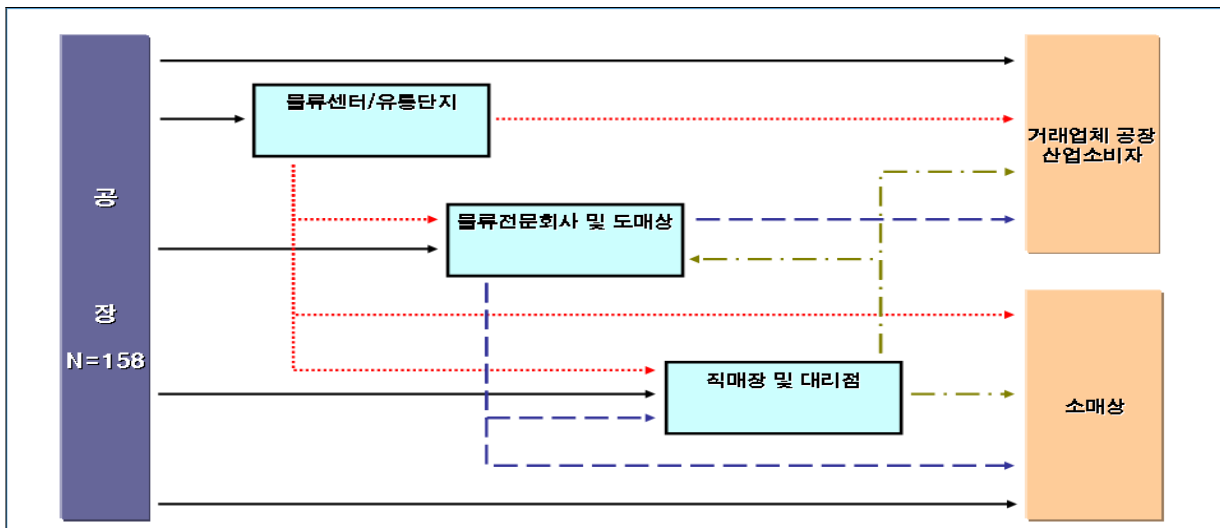 공
장
N=158
물류센터/유통단지
물류전문회사 및 도매상
직매장 및 대리점
거래업체 공장
산업소비자
소매상